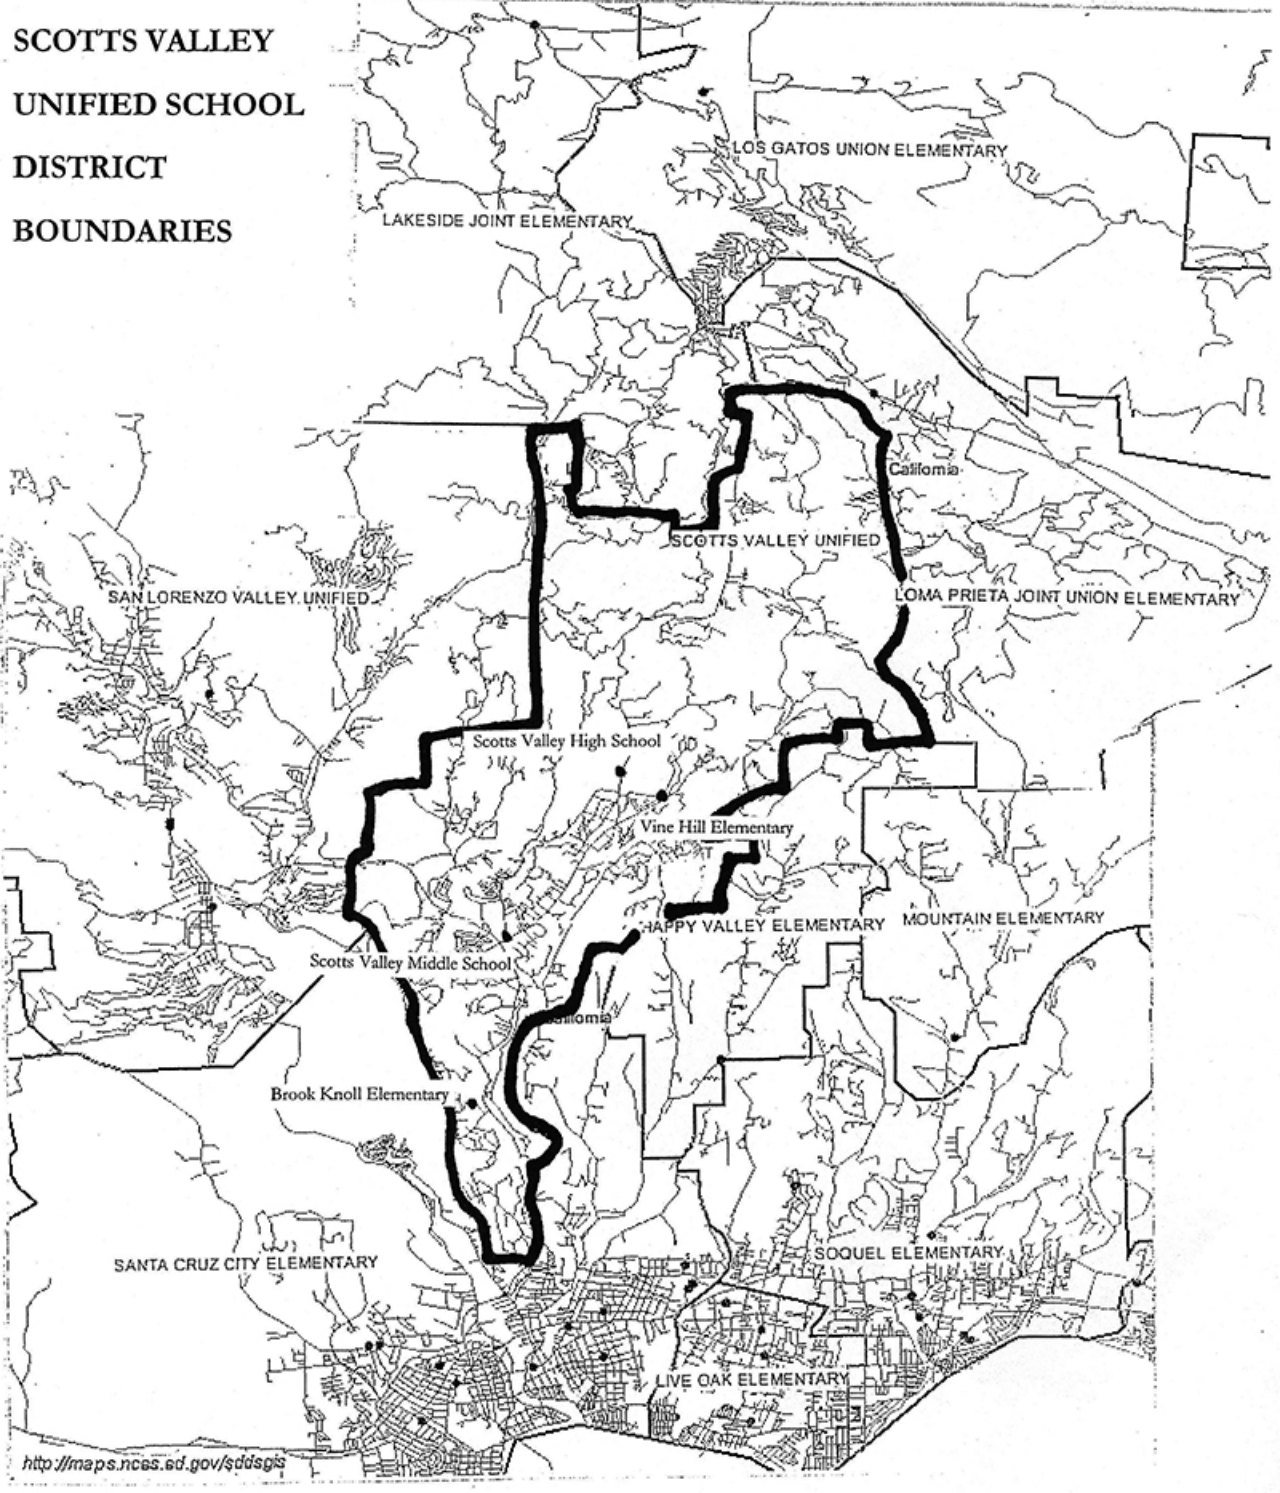 SCOTTS VALLEY
UNIFIED SCHOOL
DISTRICT
BOUNDARIES
LOS GATOS UNION ELEMENTARY
LAKESIDE JOINT ELEMENTARY
California
SCOTTS VALLEY UNIFIED
SAN LORENZO VALLEY UNIFIED
LOMA PRIETA JOINT UNION ELEMENTARY
Scotts Valley High School
Vine Hill Elementary
HAPPY VALLEY ELEMENTARY
MOUNTAIN ELEMENTARY
Scotts Valley Middle School
Brook Knoll Elementary
SANTA CRUZ CITY ELEMENTARY
SOQUEL ELEMENTARY
LIVE OAK ELEMENTARY
http://maps.nces.ed.gov/sddsgis